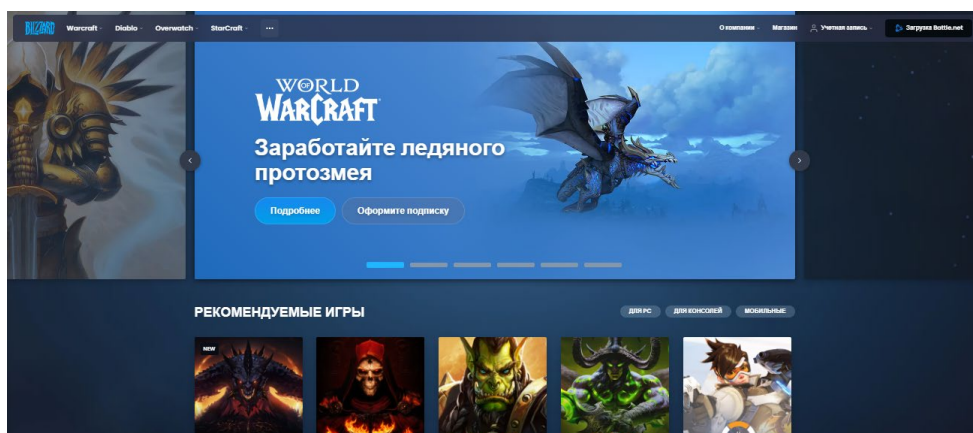 BLIZZARD Warcraft Diablo Overwatch StarCraft ... О компании Магазин Учетная запись Загрузка Battle.net
WORLD OF
WARCRAFT
Заработайте ледяного
протозмея
Подробнее Оформите подписку
РЕКОМЕНДУЕМЫЕ ИГРЫ ДЛЯ PC ДЛЯ КОНСОЛЕЙ МОБИЛЬНЫЕ
NEW